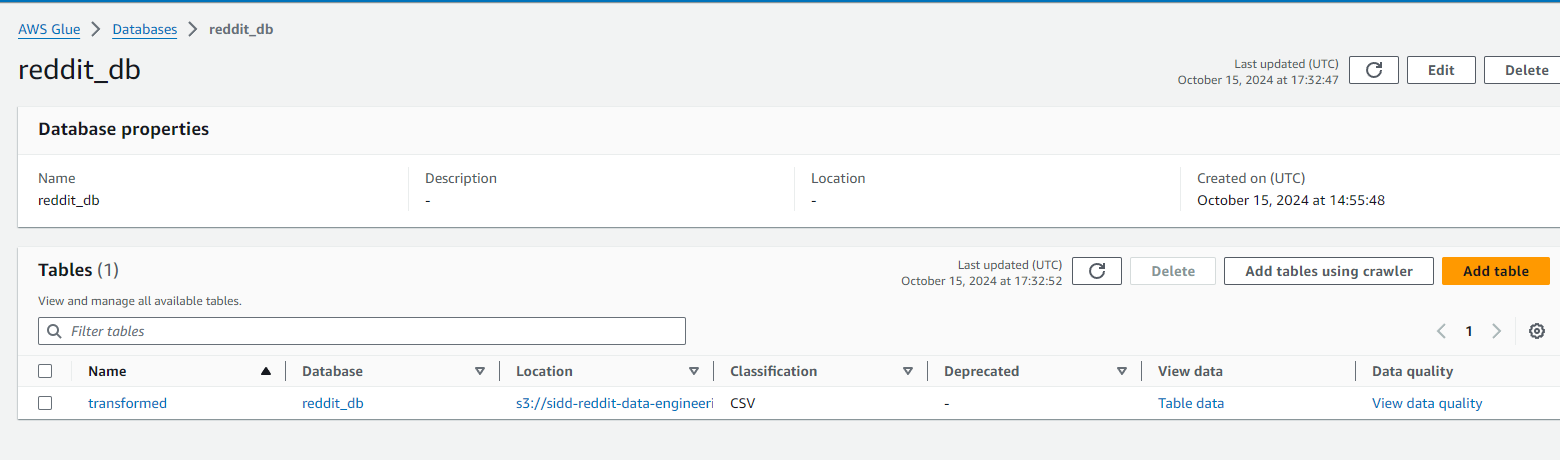 AWS Glue > Databases > reddit_db
reddit_db
Last updated (UTC)
October 15, 2024 at 17:32:47
Edit
Delete
Database properties
Name
reddit_db
Description
-
Location
-
Created on (UTC)
October 15, 2024 at 14:55:48
Tables (1)
View and manage all available tables.
Last updated (UTC)
October 15, 2024 at 17:32:52
Delete
Add tables using crawler
Add table
Filter tables
1
Name Database Location Classification Deprecated View data Data quality
transformed reddit_db s3://sidd-reddit-data-engineeri CSV - Table data View data quality